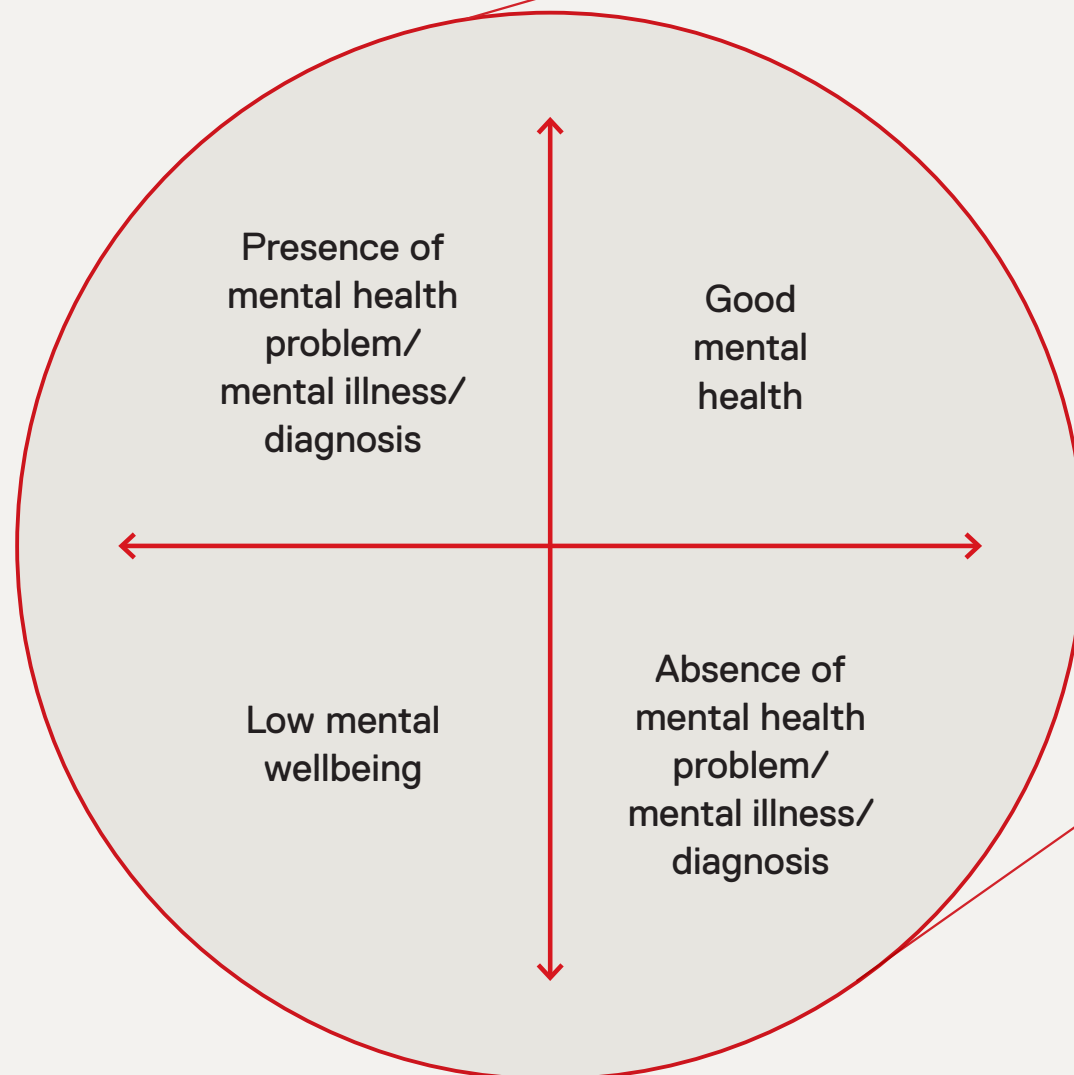 Presence of
mental health
problem/
mental illness/
diagnosis
Good
mental
health
Low mental
wellbeing
Absence of
mental health
problem/
mental illness/
diagnosis